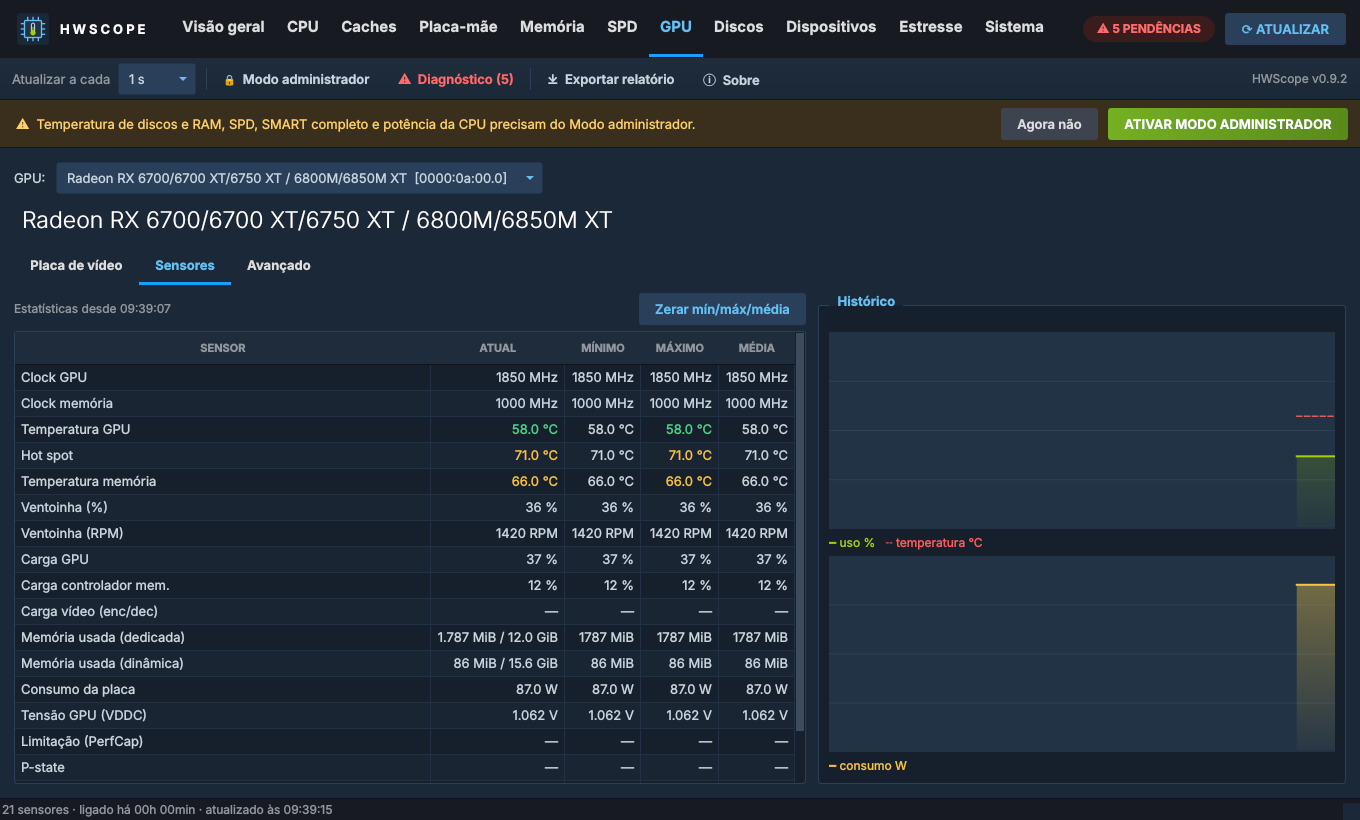 HWSCOPE Visão geral CPU Caches Placa-mãe Memória SPD GPU Discos Dispositivos Estresse Sistema 5 PENDÊNCIAS ATUALIZAR
Atualizar a cada 1 s Modo administrador Diagnóstico (5) Exportar relatório Sobre HWScope v0.9.2
Temperatura de discos e RAM, SPD, SMART completo e potência da CPU precisam do Modo administrador. Agora não ATIVAR MODO ADMINISTRADOR
GPU: Radeon RX 6700/6700 XT/6750 XT / 6800M/6850M XT [0000:0a:00.0]
Radeon RX 6700/6700 XT/6750 XT / 6800M/6850M XT
Placa de vídeo Sensores Avançado
Estatísticas desde 09:39:07 Zerar mín/máx/média
SENSOR ATUAL MÍNIMO MÁXIMO MÉDIA
Clock GPU 1850 MHz 1850 MHz 1850 MHz 1850 MHz
Clock memória 1000 MHz 1000 MHz 1000 MHz 1000 MHz
Temperatura GPU 58.0 °C 58.0 °C 58.0 °C 58.0 °C
Hot spot 71.0 °C 71.0 °C 71.0 °C 71.0 °C
Temperatura memória 66.0 °C 66.0 °C 66.0 °C 66.0 °C
Ventoinha (%) 36 % 36 % 36 % 36 %
Ventoinha (RPM) 1420 RPM 1420 RPM 1420 RPM 1420 RPM
Carga GPU 37 % 37 % 37 % 37 %
Carga controlador mem. 12 % 12 % 12 % 12 %
Carga vídeo (enc/dec) — — — —
Memória usada (dedicada) 1.787 MiB / 12.0 GiB 1787 MiB 1787 MiB 1787 MiB
Memória usada (dinâmica) 86 MiB / 15.6 GiB 86 MiB 86 MiB 86 MiB
Consumo da placa 87.0 W 87.0 W 87.0 W 87.0 W
Tensão GPU (VDDC) 1.062 V 1.062 V 1.062 V 1.062 V
Limitação (PerfCap) — — — —
P-state — — — —
Histórico
uso % temperatura °C
consumo W
21 sensores · ligado há 00h 00min · atualizado às 09:39:15